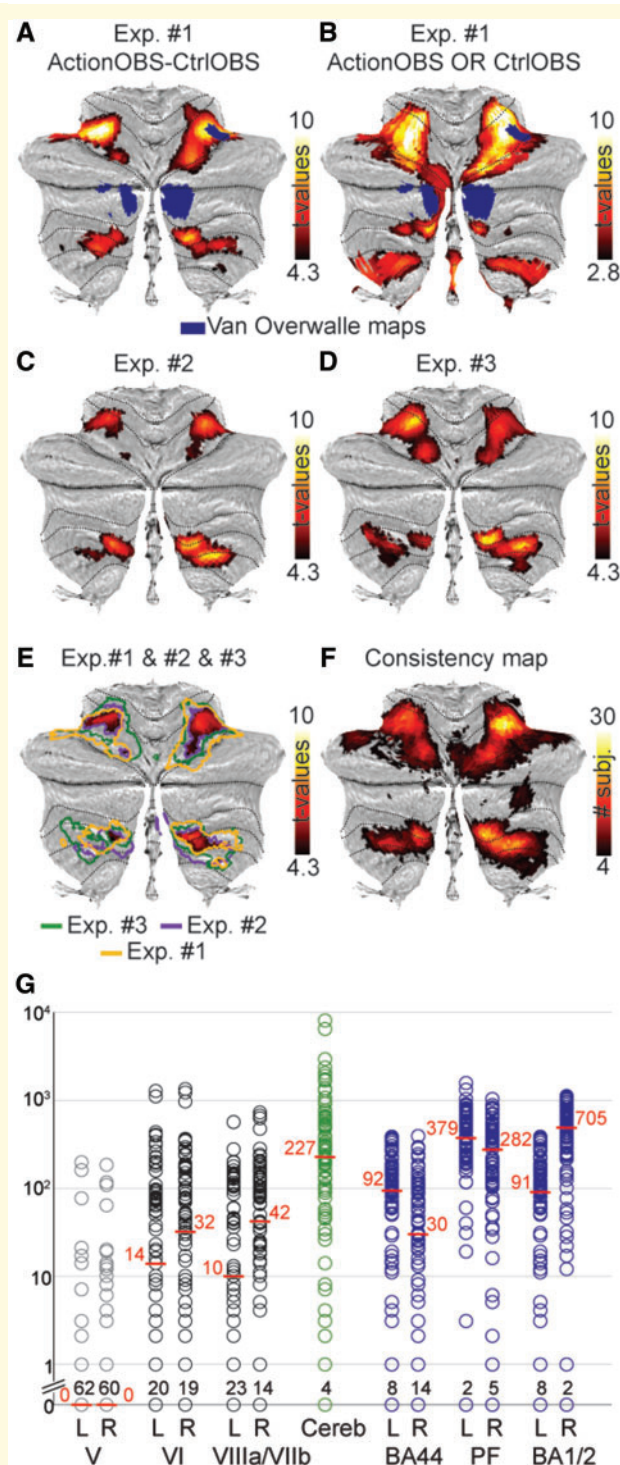 A B
Exp. #1 Exp. #1
ActionOBS-CtrlOBS ActionOBS OR CtrlOBS
10 10
t-values t-values
4.3 2.8
Van Overwalle maps
C Exp. #2 D Exp. #3
10 10
t-values t-values
4.3 4.3
E Exp.#1 & #2 & #3 F Consistency map
10 30
t-values # subj.
4.3 4
Exp. #3 Exp. #2
Exp. #1
G
10⁴
10³
705
379 282
227
10²
92 91
42
32 30
14
10 10
1
62 60 20 19 23 14 4 8 14 2 5 8 2
0 0
0
L R L R L R Cereb L R L R L R
V VI VIIIa/VIIb BA44 PF BA1/2